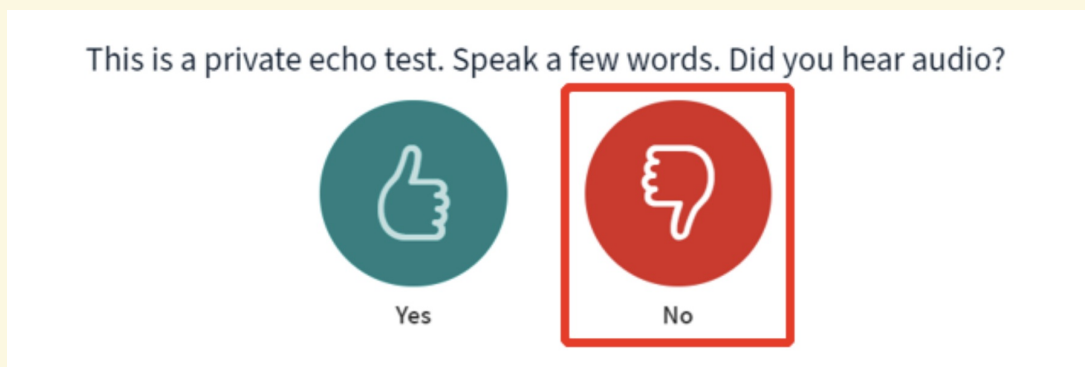 This is a private echo test. Speak a few words. Did you hear audio?
Yes
No